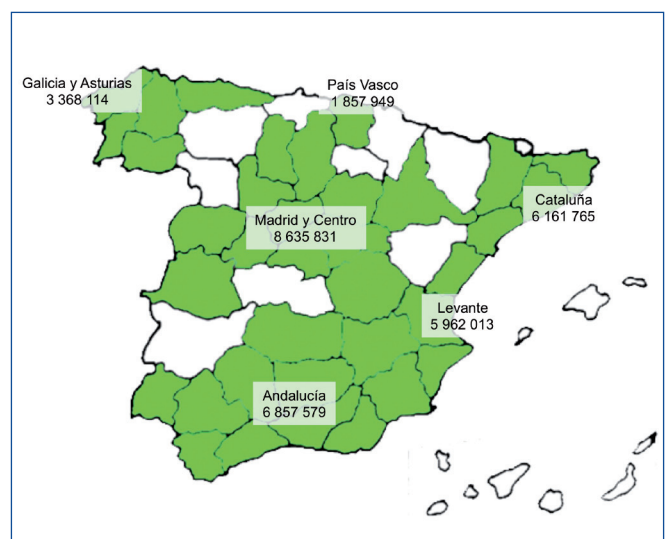 Galicia y Asturias
3 368 114
País Vasco
1 857 949
Cataluña
6 161 765
Madrid y Centro
8 635 831
Levante
5 962 013
Andalucía
6 857 579